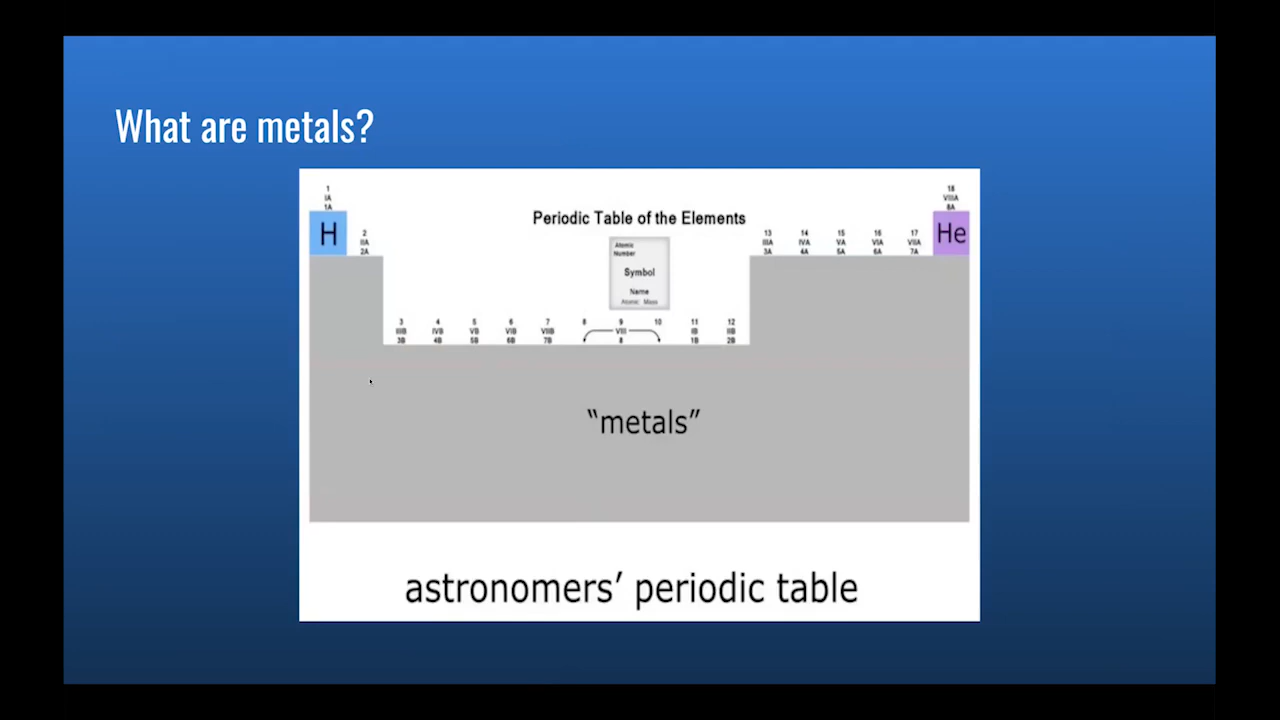 What are metals?
1
IA
1A
18
VIIIA
8A
H
He
Periodic Table of the Elements
2
IIA
2A
13
IIIA
3A
14
IVA
4A
15
VA
5A
16
VIA
6A
17
VIIA
7A
Atomic
Number
Symbol
Name
Atomic Mass
3
IIIB
3B
4
IVB
4B
5
VB
5B
6
VIB
6B
7
VIIB
7B
8
9
10
VIII
8
11
IB
1B
12
IIB
2B
“metals”
astronomers’ periodic table